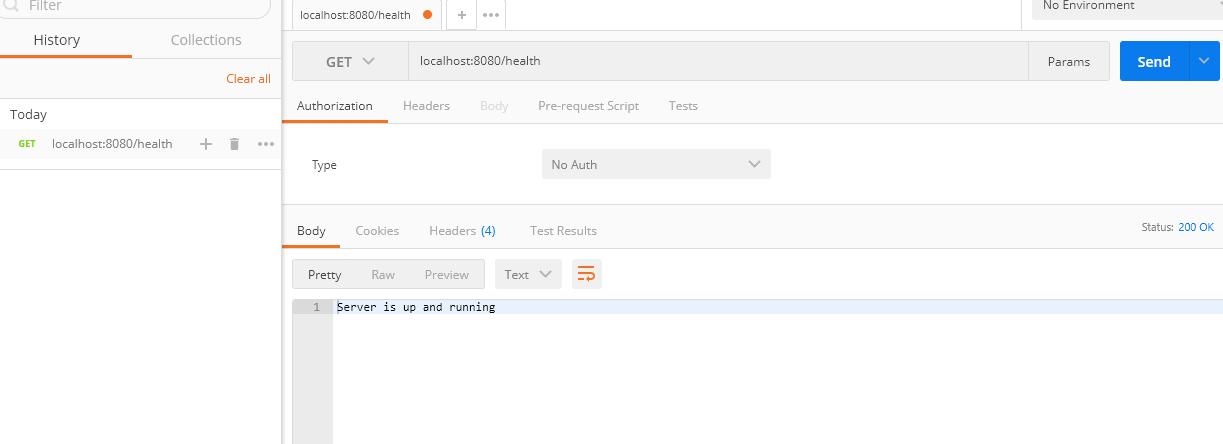 Filter
History Collections
Clear all
Today
GET localhost:8080/health
localhost:8080/health
No Environment
GET localhost:8080/health Params Send
Authorization Headers Body Pre-request Script Tests
Type No Auth
Body Cookies Headers (4) Test Results Status: 200 OK
Pretty Raw Preview Text
1 Server is up and running